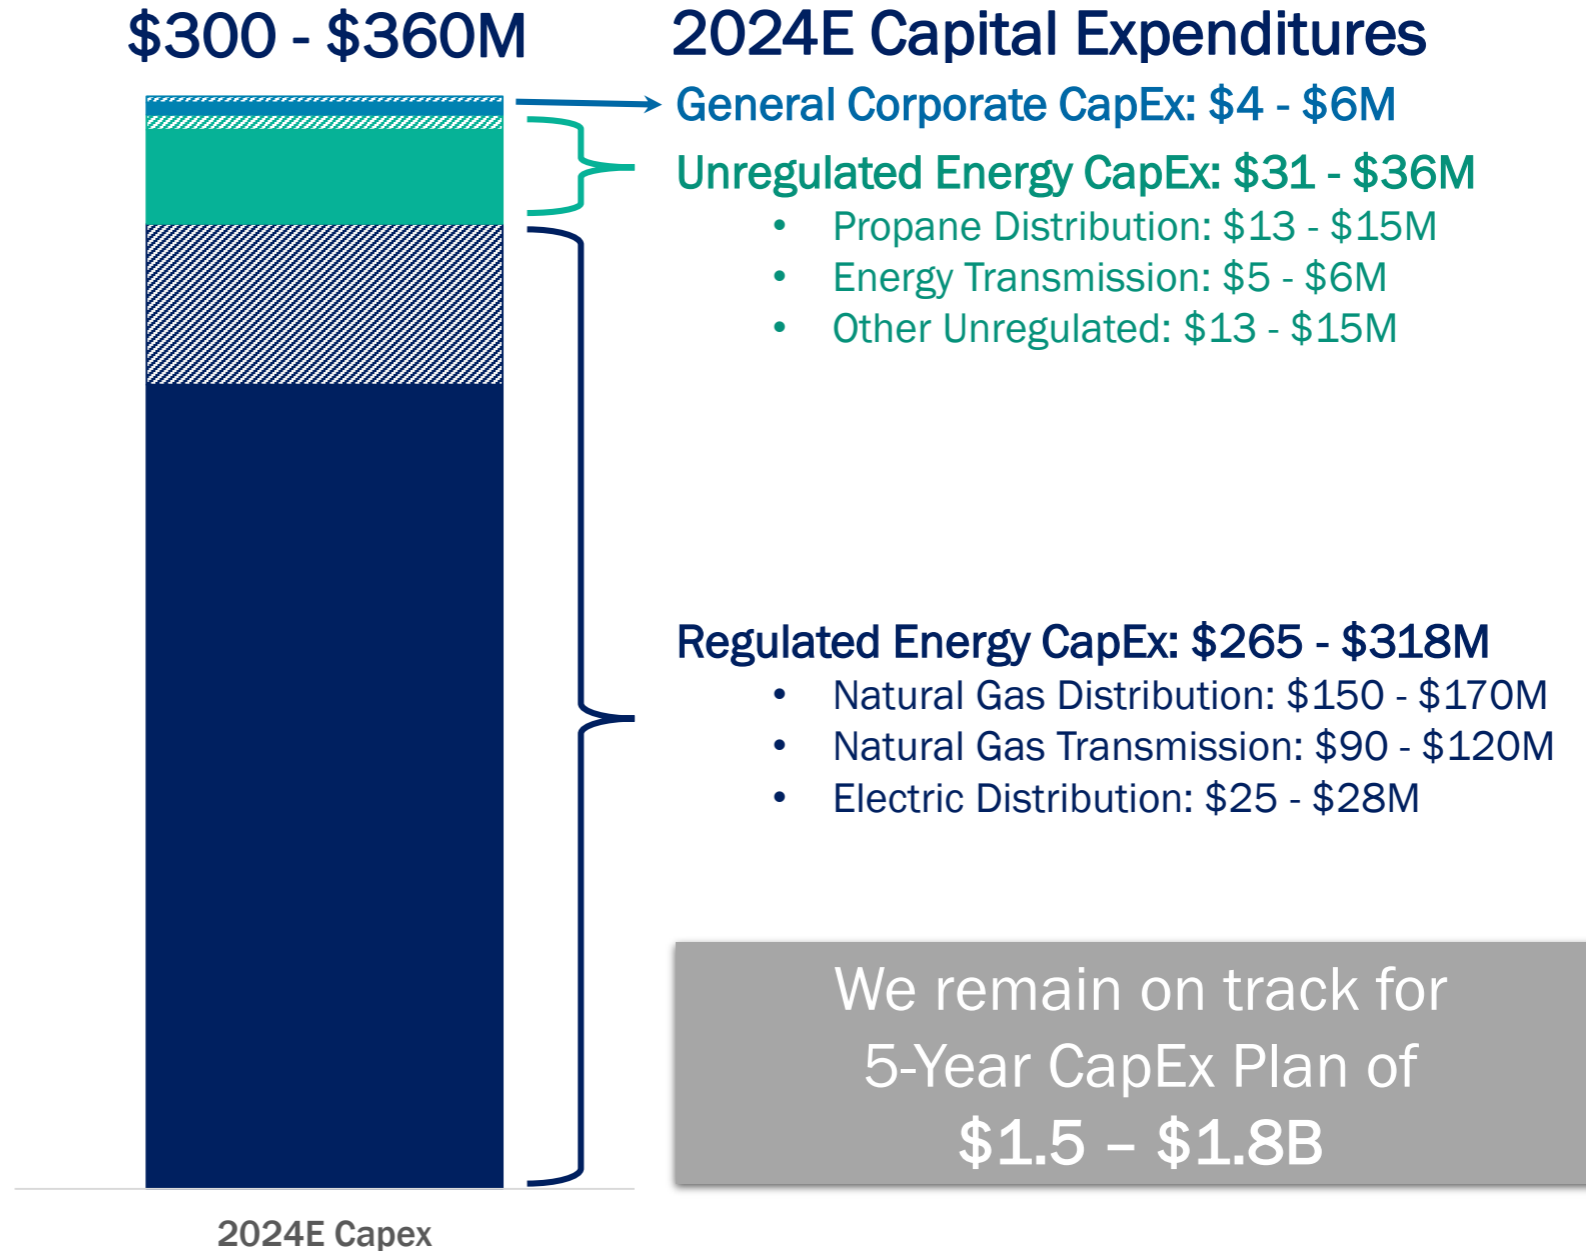 $300 - $360M
2024E Capital Expenditures
General Corporate CapEx: $4 - $6M
Unregulated Energy CapEx: $31 - $36M
• Propane Distribution: $13 - $15M
• Energy Transmission: $5 - $6M
• Other Unregulated: $13 - $15M
Regulated Energy CapEx: $265 - $318M
• Natural Gas Distribution: $150 - $170M
• Natural Gas Transmission: $90 - $120M
• Electric Distribution: $25 - $28M
We remain on track for
5-Year CapEx Plan of
$1.5 – $1.8B
2024E Capex